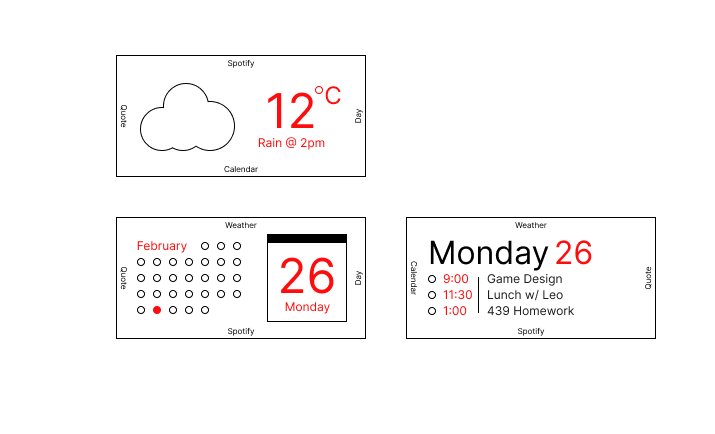 Spotify
Quote
12°C
Rain @ 2pm
Day
Calendar
Weather
Quote
February
26
Monday
Day
Spotify
Weather
Calendar
Monday 26
9:00 Game Design
11:30 Lunch w/ Leo
1:00 439 Homework
Quote
Spotify